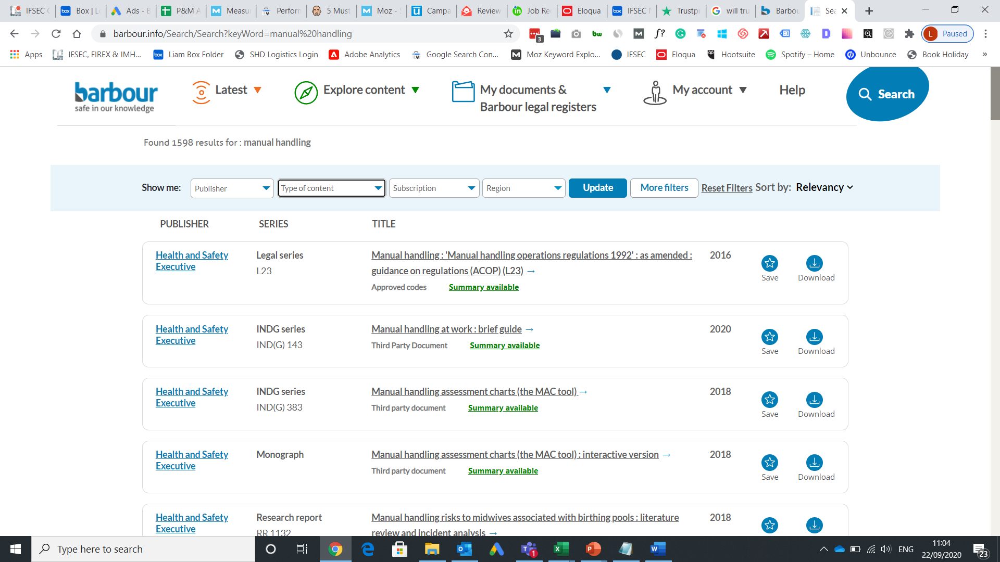 IFSEC Box | Ads - P&M Measu Perfor 5 Must Moz - Campa Review Job Re Eloqua IFSEC Trustpi will tru Barbou Sea
barbour.info/Search/Search?keyWord=manual%20handling 3 bw M f? L Paused
Apps IFSEC, FIREX & IMH... box Liam Box Folder SHD Logistics Login Adobe Analytics Google Search Con... Moz Keyword Explo... IFSEC Eloqua Hootsuite Spotify – Home Unbounce Book Holiday »
barbour
safe in our knowledge
Latest Explore content My documents &
Barbour legal registers
My account Help Search
Found 1598 results for : manual handling
Show me: Publisher Type of content Subscription Region Update More filters Reset Filters Sort by: Relevancy
PUBLISHER SERIES TITLE
Health and Safety
Executive
Legal series
L23
Manual handling : 'Manual handling operations regulations 1992' : as amended :
guidance on regulations (ACOP) (L23) →
Approved codes Summary available
2016
Save Download
Health and Safety
Executive
INDG series
IND(G) 143
Manual handling at work : brief guide →
Third Party Document Summary available
2020
Save Download
Health and Safety
Executive
INDG series
IND(G) 383
Manual handling assessment charts (the MAC tool) →
Third party document Summary available
2018
Save Download
Health and Safety
Executive
Monograph
Manual handling assessment charts (the MAC tool) : interactive version →
Third party document Summary available
2018
Save Download
Health and Safety
Executive
Research report
RR 1132
Manual handling risks to midwives associated with birthing pools : literature
review and incident analysis →
2018
Type here to search
1
ENG
11:04
22/09/2020
23